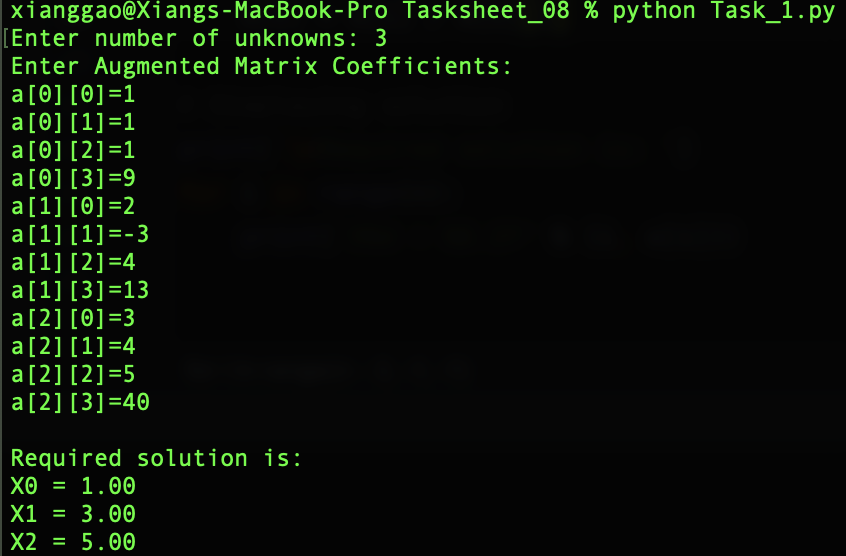 xianggao@Xiangs-MacBook-Pro Tasksheet_08 % python Task_1.py
[Enter number of unknowns: 3
Enter Augmented Matrix Coefficients:
a[0][0]=1
a[0][1]=1
a[0][2]=1
a[0][3]=9
a[1][0]=2
a[1][1]=-3
a[1][2]=4
a[1][3]=13
a[2][0]=3
a[2][1]=4
a[2][2]=5
a[2][3]=40
Required solution is:
X0 = 1.00
X1 = 3.00
X2 = 5.00